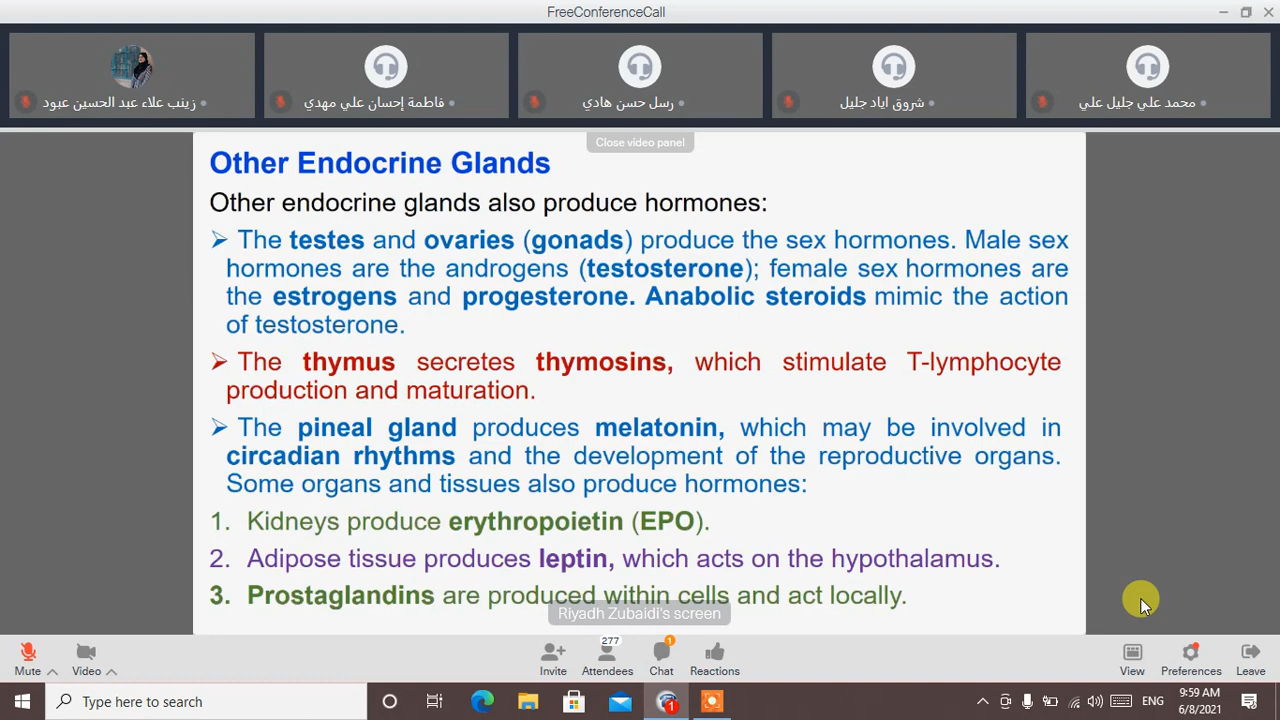 FreeConferenceCall
زينب علاء عبد الحسين عبود
فاطمة إحسان علي مهدي
رسل حسن هادي
شروق اياد جليل
محمد علي جليل علي
Close video panel
Other Endocrine Glands
Other endocrine glands also produce hormones:
➢ The testes and ovaries (gonads) produce the sex hormones. Male sex
hormones are the androgens (testosterone); female sex hormones are
the estrogens and progesterone. Anabolic steroids mimic the action
of testosterone.
➢ The thymus secretes thymosins, which stimulate T-lymphocyte
production and maturation.
➢ The pineal gland produces melatonin, which may be involved in
circadian rhythms and the development of the reproductive organs.
Some organs and tissues also produce hormones:
1. Kidneys produce erythropoietin (EPO).
2. Adipose tissue produces leptin, which acts on the hypothalamus.
3. Prostaglandins are produced within cells and act locally.
Riyadh Zubaidi's screen
277
1
Mute
Video
Invite
Attendees
Chat
Reactions
View
Preferences
Leave
Type here to search
1
ENG
9:59 AM
6/8/2021